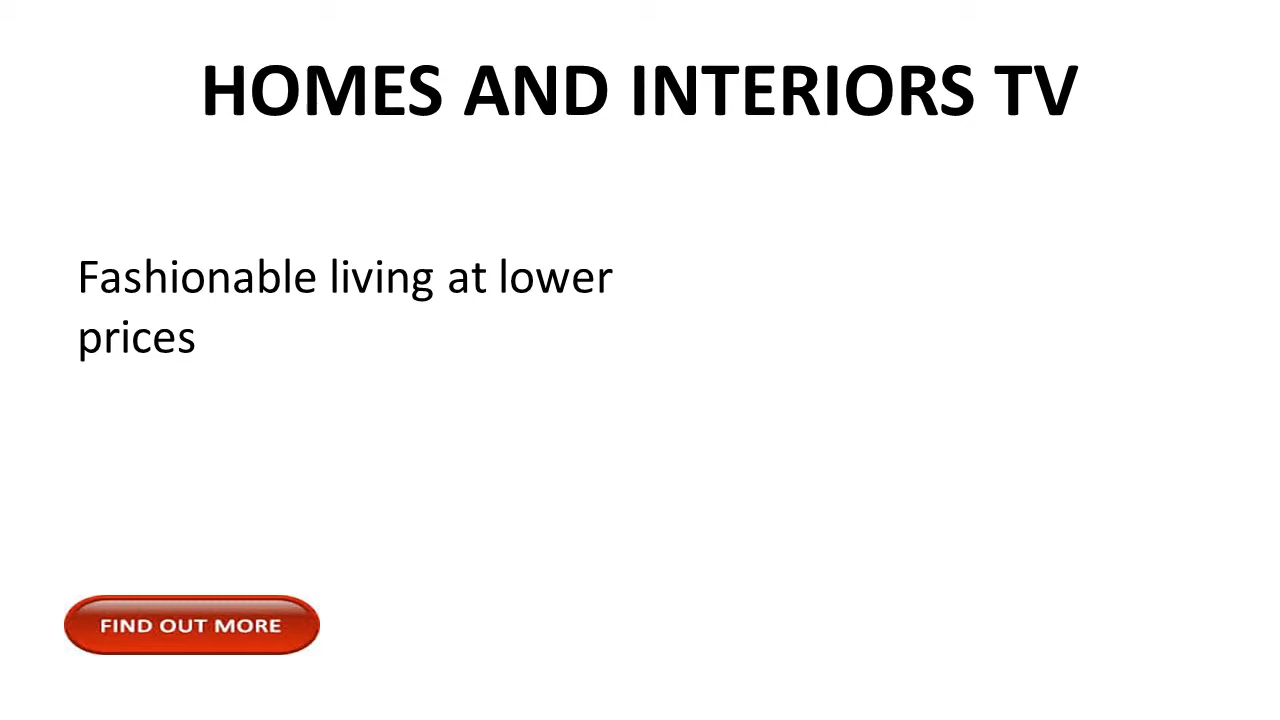 HOMES AND INTERIORS TV
Fashionable living at lower
prices
FIND OUT MORE